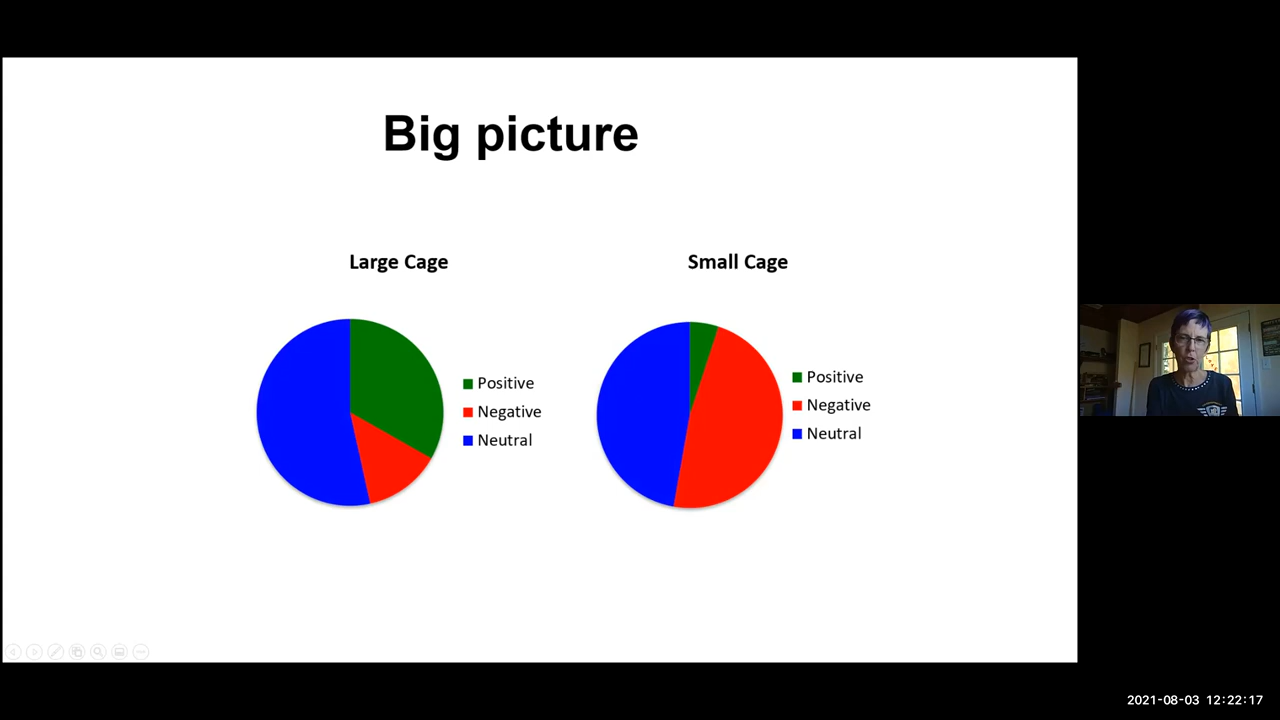 Big picture
Large Cage
Small Cage
Positive
Negative
Neutral
Positive
Negative
Neutral
2021-08-03 12:22:17